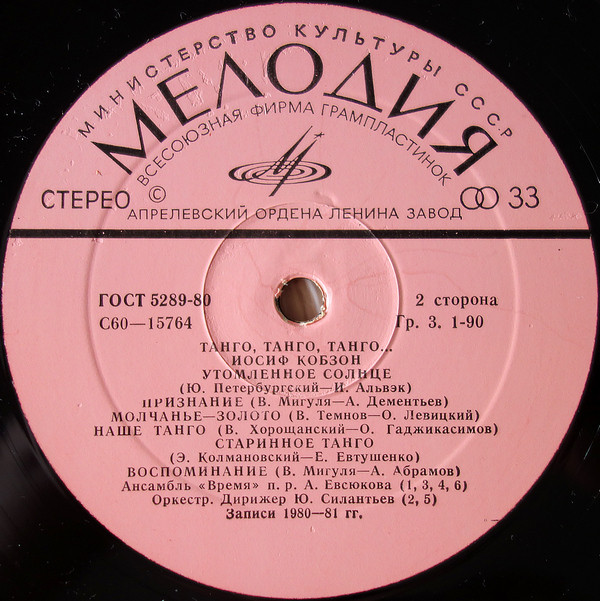 МИНИСТЕРСТВО КУЛЬТУРЫ СССР
МЕЛОДИЯ
ВСЕСОЮЗНАЯ ФИРМА ГРАМПЛАСТИНОК
СТЕРЕО © 33
АПРЕЛЕВСКИЙ ОРДЕНА ЛЕНИНА ЗАВОД
ГОСТ 5289-80 2 сторона
С60—15764 Гр. 3. 1-90
ТАНГО, ТАНГО, ТАНГО...
ИОСИФ КОБЗОН
УТОМЛЕННОЕ СОЛНЦЕ
(Ю. Петербургский—И. Альвэк)
ПРИЗНАНИЕ (В. Мигуля—А. Дементьев)
МОЛЧАНЬЕ—ЗОЛОТО (В. Темнов—О. Левицкий)
НАШЕ ТАНГО (В. Хорощанский—О. Гаджикасимов)
СТАРИННОЕ ТАНГО
(Э. Колмановский—Е. Евтушенко)
ВОСПОМИНАНИЕ (В. Мигуля—А. Абрамов)
Ансамбль «Время» п. р. А. Евсюкова (1, 3, 4, 6)
Оркестр. Дирижер Ю. Силантьев (2, 5)
Записи 1980—81 гг.